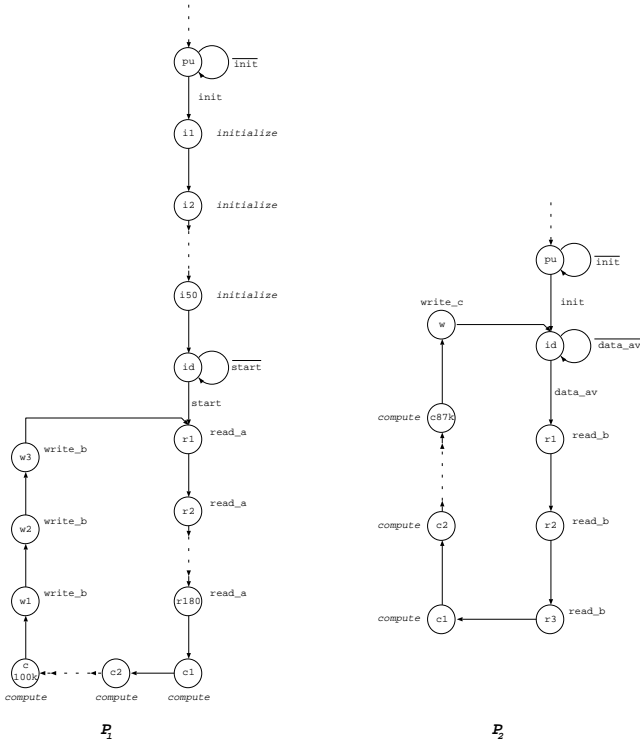 pu
init
init
i1
initialize
i2
initialize
i50
initialize
id
start
start
r1
read_a
r2
read_a
r180
read_a
c1
compute
c2
compute
c
100k
compute
w1
write_b
w2
write_b
w3
write_b
P1
pu
init
init
id
data_av
data_av
r1
read_b
r2
read_b
r3
read_b
c1
compute
c2
compute
c87k
compute
w
write_c
P2